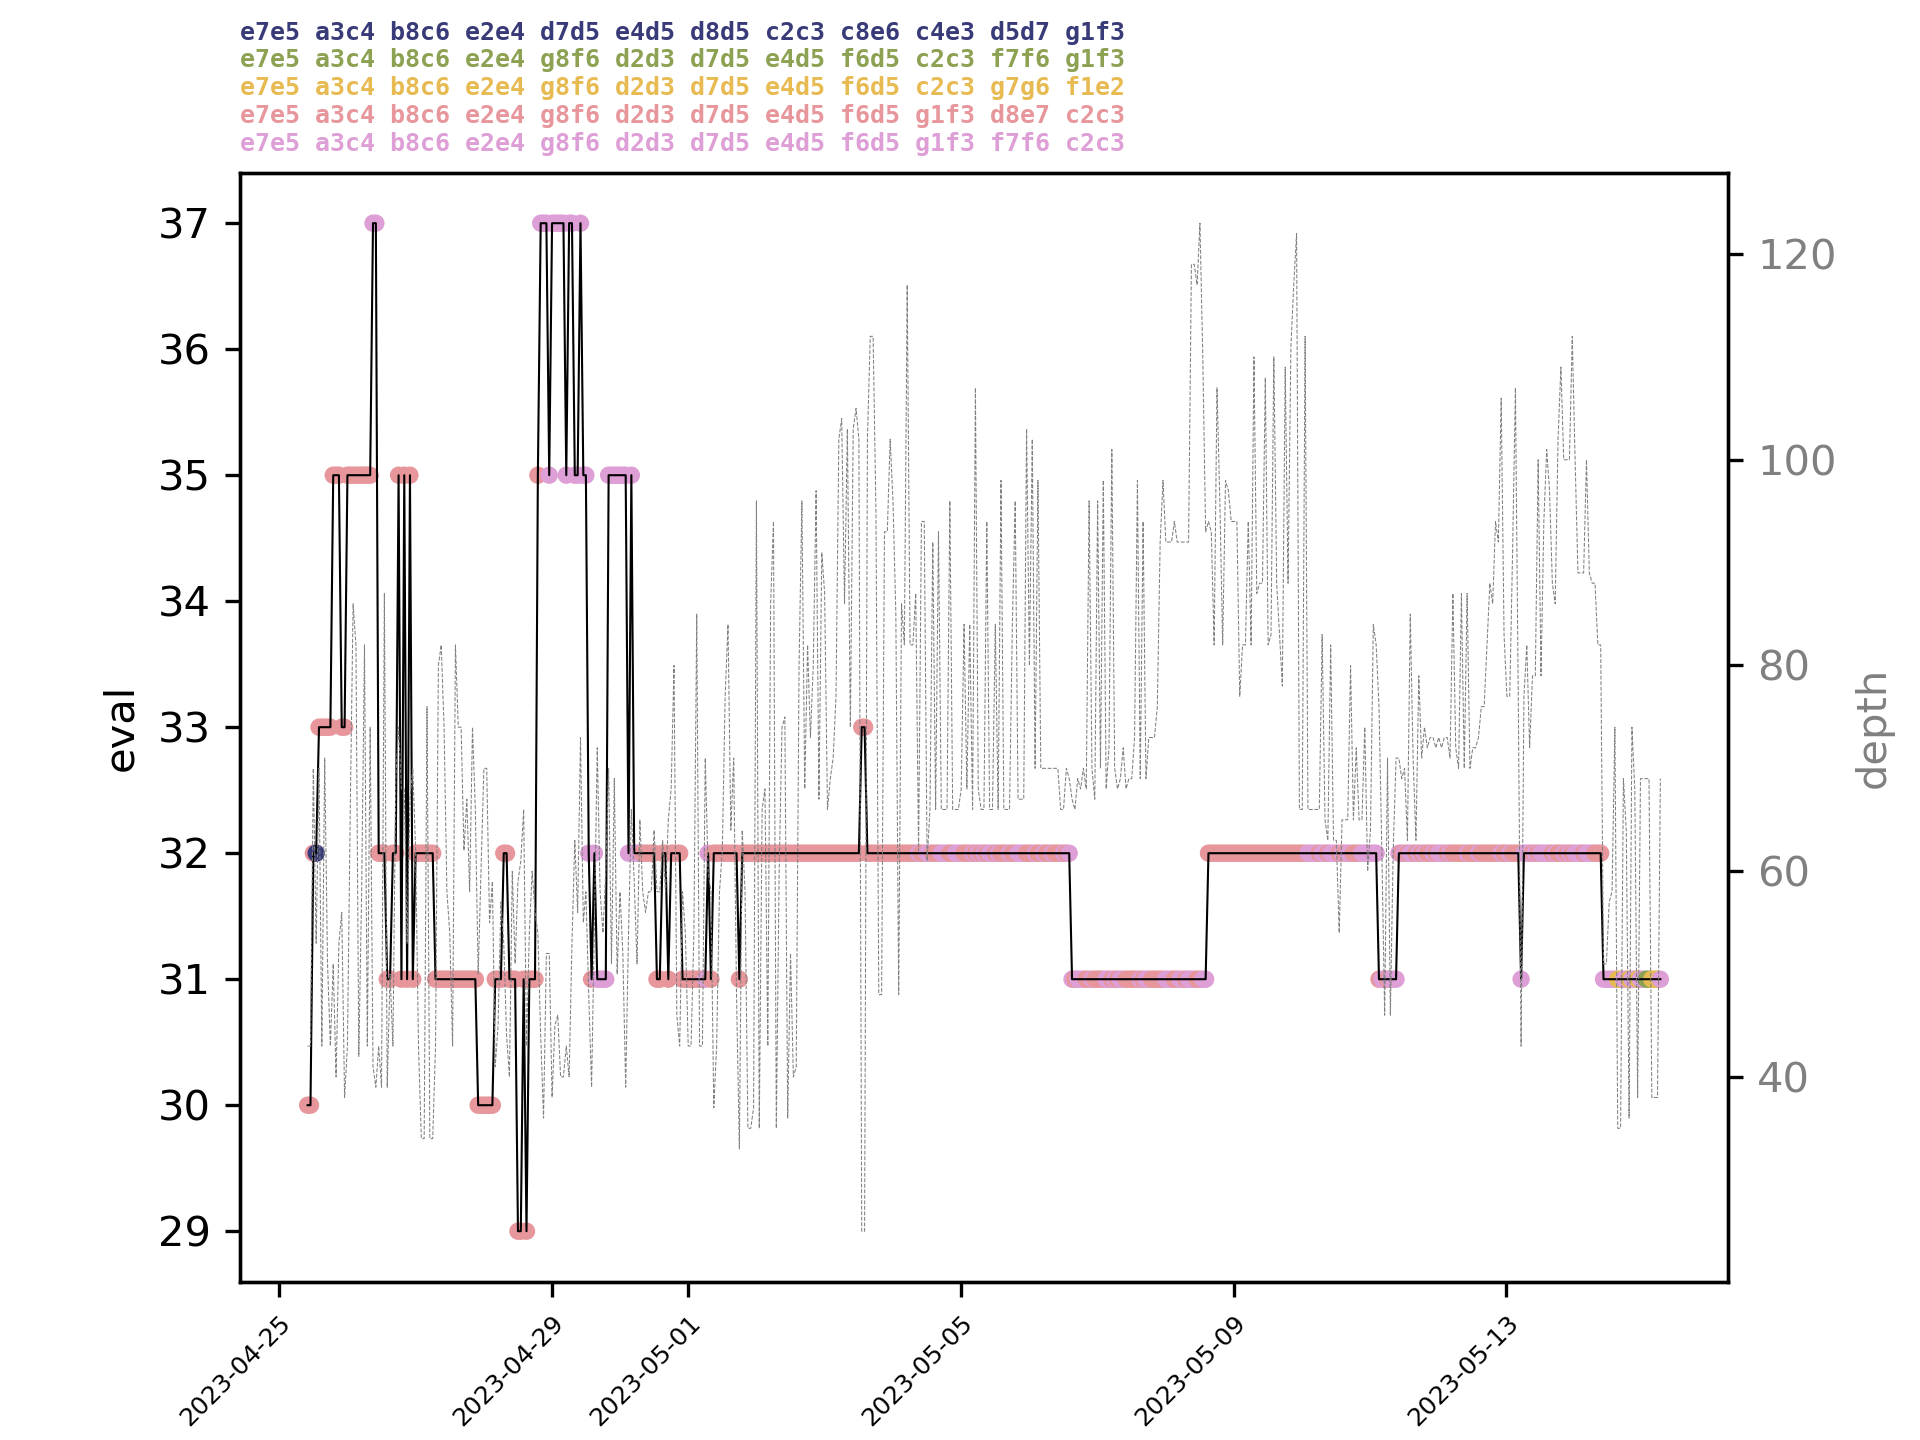 e7e5 a3c4 b8c6 e2e4 d7d5 e4d5 d8d5 c2c3 c8e6 c4e3 d5d7 g1f3
e7e5 a3c4 b8c6 e2e4 g8f6 d2d3 d7d5 e4d5 f6d5 c2c3 f7f6 g1f3
e7e5 a3c4 b8c6 e2e4 g8f6 d2d3 d7d5 e4d5 f6d5 c2c3 g7g6 f1e2
e7e5 a3c4 b8c6 e2e4 g8f6 d2d3 d7d5 e4d5 f6d5 g1f3 d8e7 c2c3
e7e5 a3c4 b8c6 e2e4 g8f6 d2d3 d7d5 e4d5 f6d5 g1f3 f7f6 c2c3
37
36
35
34
33
32
31
30
29
eval
120
100
80
60
40
depth
2023-04-25
2023-04-29
2023-05-01
2023-05-05
2023-05-09
2023-05-13